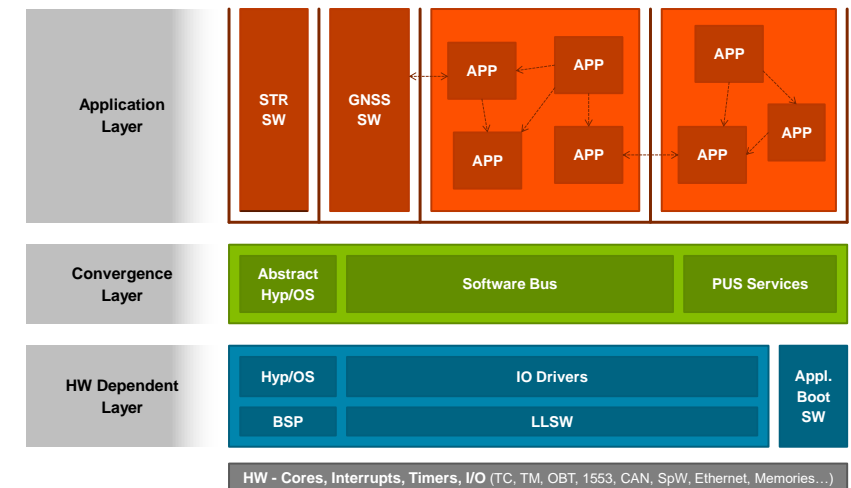 Application
Layer
STR
SW
GNSS
SW
APP
APP
APP
APP
APP
APP
APP
Convergence
Layer
Abstract
Hyp/OS
Software Bus
PUS Services
HW Dependent
Layer
Hyp/OS
IO Drivers
BSP
LLSW
Appl.
Boot
SW
HW - Cores, Interrupts, Timers, I/O (TC, TM, OBT, 1553, CAN, SpW, Ethernet, Memories…)